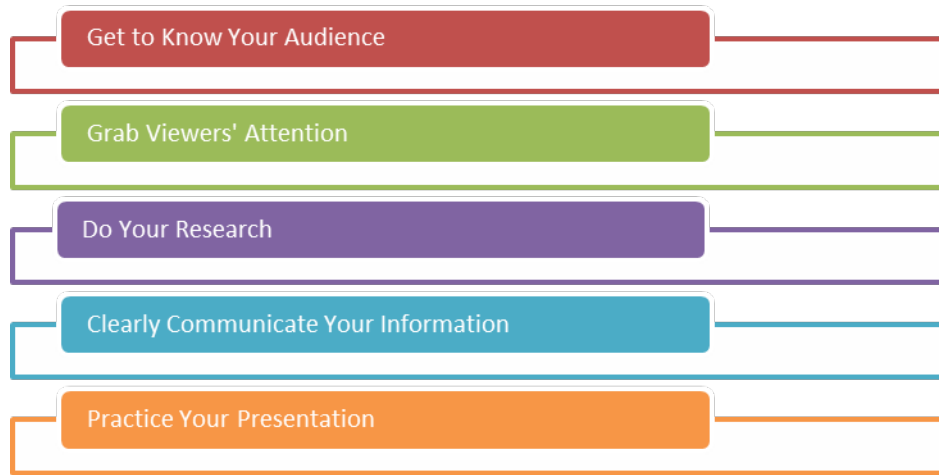 Get to Know Your Audience
Grab Viewers' Attention
Do Your Research
Clearly Communicate Your Information
Practice Your Presentation